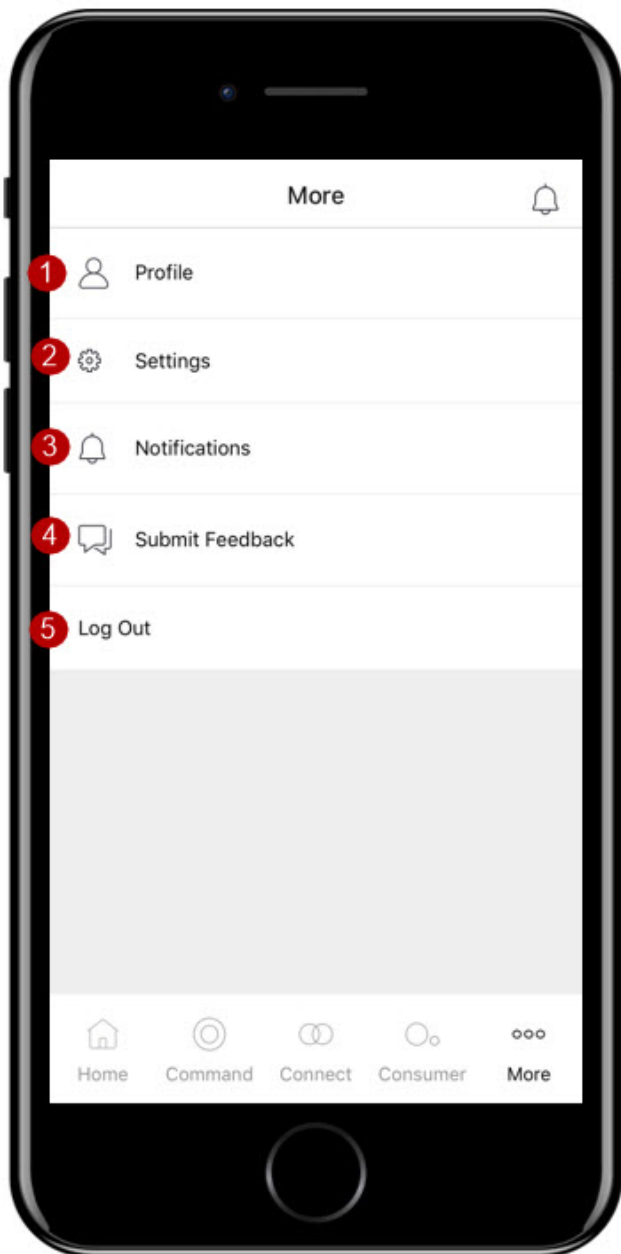 More
1 Profile
2 Settings
3 Notifications
4 Submit Feedback
5 Log Out
Home Command Connect Consumer More